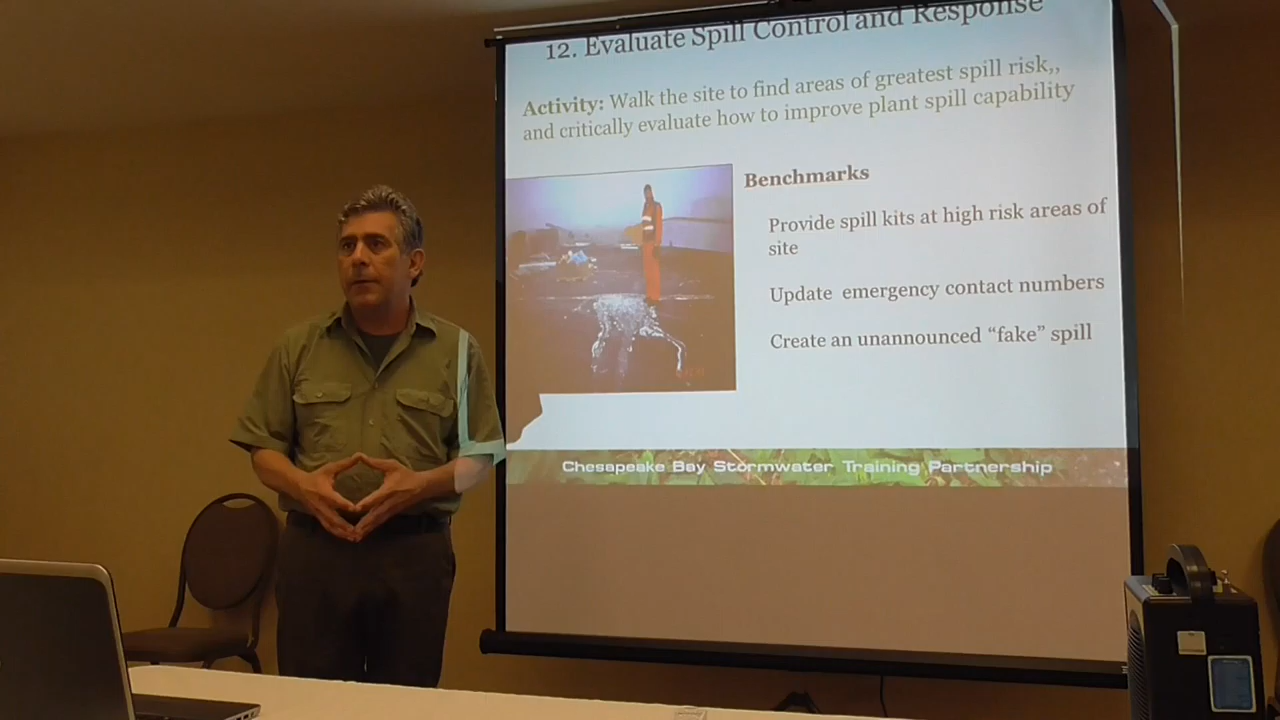 12. Evaluate Spill Control and Response
Activity: Walk the site to find areas of greatest spill risk,,
and critically evaluate how to improve plant spill capability
Benchmarks
Provide spill kits at high risk areas of
site
Update emergency contact numbers
Create an unannounced “fake” spill
Chesapeake Bay Stormwater Training Partnership